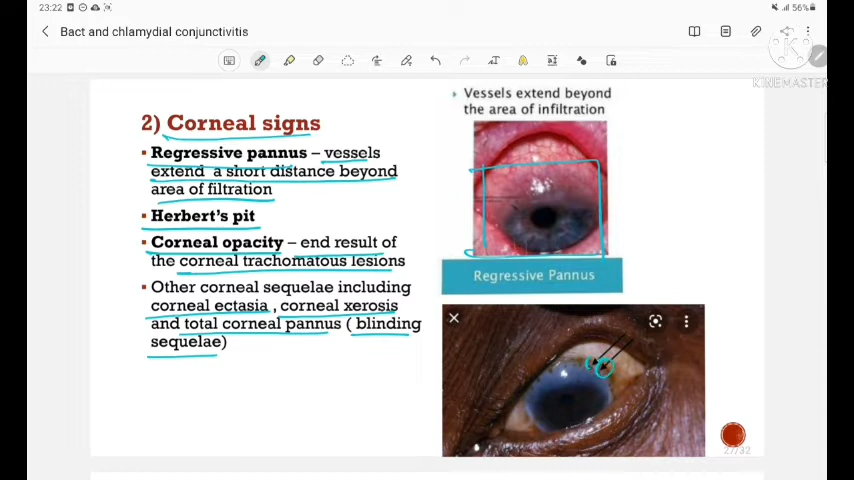 23:22
56%
Bact and chlamydial conjunctivitis
KINEMASTER
2) Corneal signs
▪ Regressive pannus – vessels
extend a short distance beyond
area of filtration
▪ Herbert's pit
▪ Corneal opacity – end result of
the corneal trachomatous lesions
▪ Other corneal sequelae including
corneal ectasia , corneal xerosis
and total corneal pannus ( blinding
sequelae)
Vessels extend beyond
the area of infiltration
Regressive Pannus
27/32